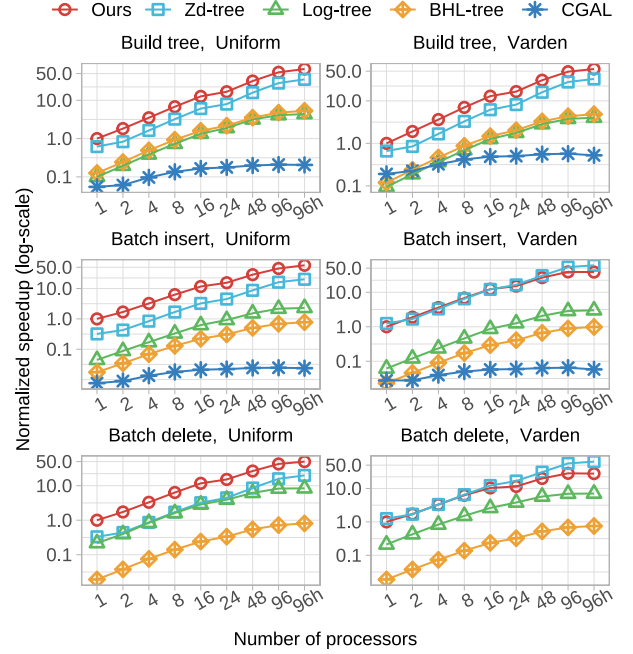 Ours Zd-tree Log-tree BHL-tree CGAL
Build tree, Uniform
Build tree, Varden
50.0
10.0
1.0
0.1
1 2 4 8 16 24 48 96 96h
50.0
10.0
1.0
0.1
1 2 4 8 16 24 48 96 96h
Batch insert, Uniform
Batch insert, Varden
50.0
10.0
1.0
0.1
1 2 4 8 16 24 48 96 96h
50.0
10.0
1.0
0.1
1 2 4 8 16 24 48 96 96h
Batch delete, Uniform
Batch delete, Varden
50.0
10.0
1.0
0.1
1 2 4 8 16 24 48 96 96h
50.0
10.0
1.0
0.1
1 2 4 8 16 24 48 96 96h
Normalized speedup (log-scale)
Number of processors